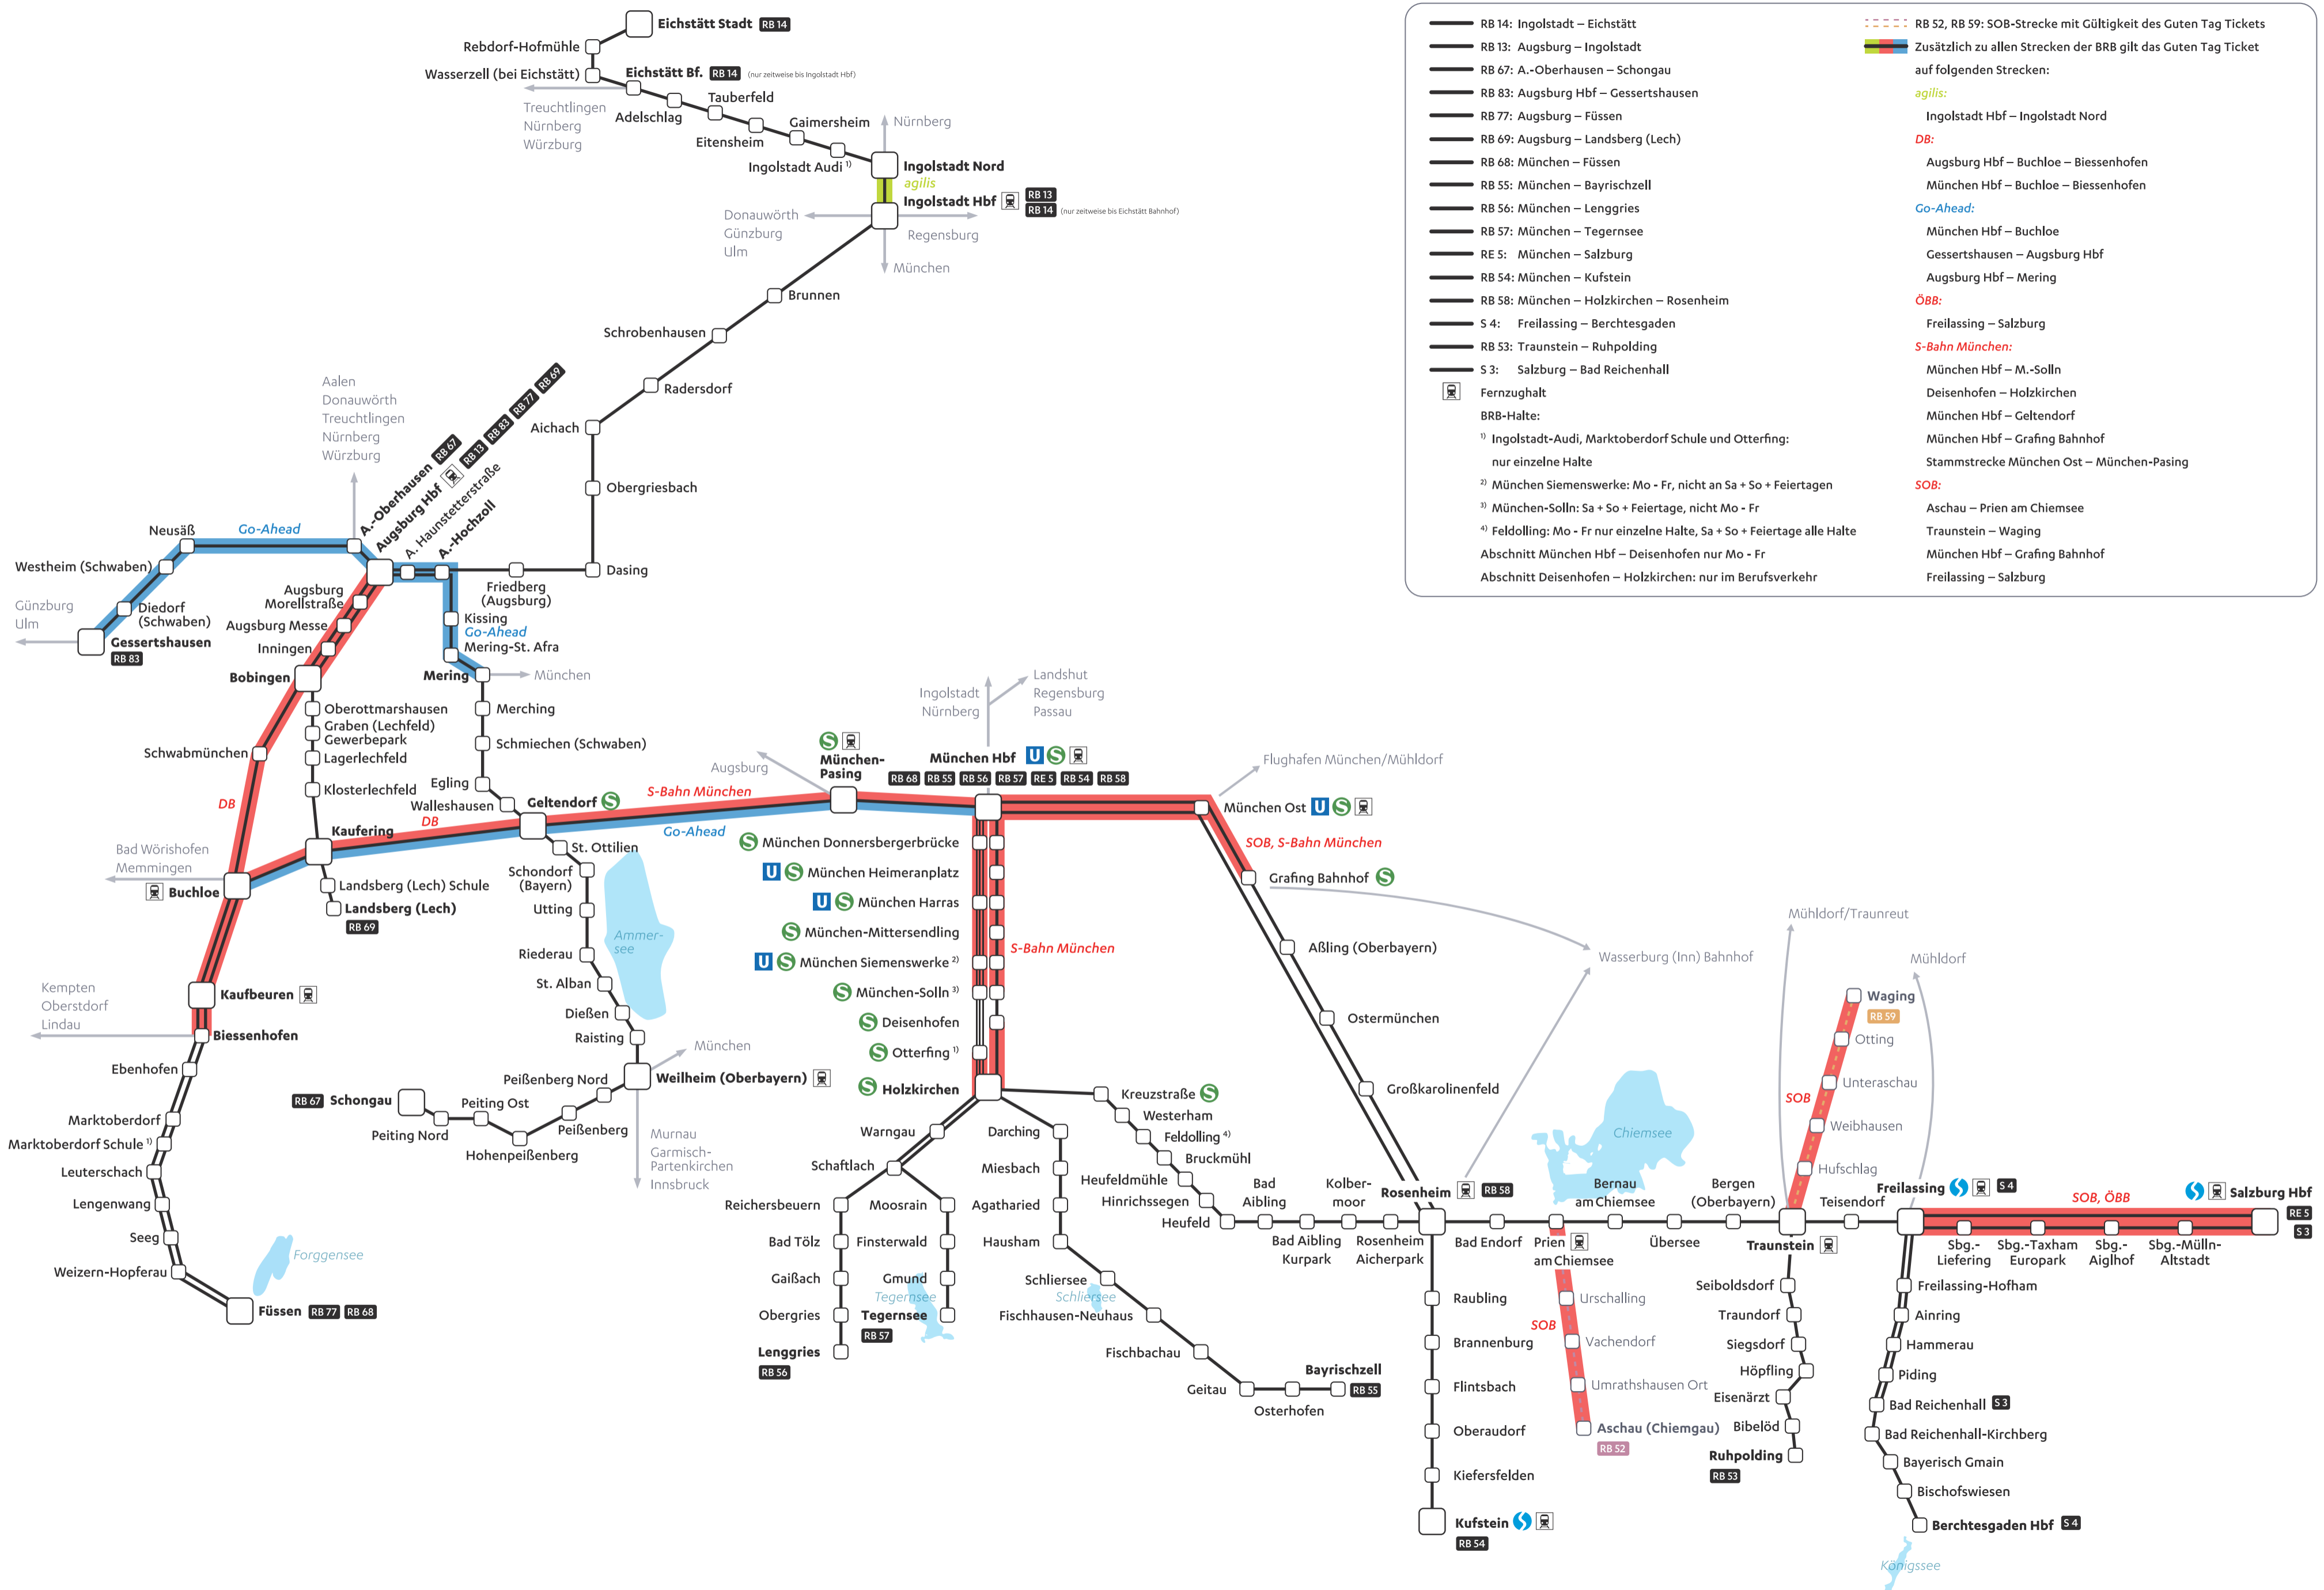 Eichstätt Stadt RB 14
Rebdorf-Hofmühle
Wasserzell (bei Eichstätt)
Eichstätt Bf. RB 14 (nur zeitweise bis Ingolstadt Hbf)
Treuchtlingen
Nürnberg
Würzburg
Adelschlag
Tauberfeld
Eitensheim
Gaimersheim
Ingolstadt Audi 1)
Nürnberg
Ingolstadt Nord
agilis
Ingolstadt Hbf RB 13
RB 14 (nur zeitweise bis Eichstätt Bahnhof)
Donauwörth
Günzburg
Ulm
Regensburg
München
Brunnen
Schrobenhausen
Radersdorf
Aichach
Obergriesbach
Dasing
Friedberg
(Augsburg)
Aalen
Donauwörth
Treuchtlingen
Nürnberg
Würzburg
A.-Oberhausen RB 67
Augsburg Hbf RB 13 RB 83 RB 77 RB 69
A. Haunstetterstraße
A.-Hochzoll
Neusäß
Go-Ahead
Westheim (Schwaben)
Diedorf
(Schwaben)
Günzburg
Ulm
Gessertshausen
RB 83
Augsburg
Morellstraße
Augsburg Messe
Inningen
Bobingen
Kissing
Go-Ahead
Mering-St. Afra
Mering
München
Merching
Schmiechen (Schwaben)
Egling
Walleshausen
Geltendorf
Oberottmarshausen
Graben (Lechfeld)
Gewerbepark
Lagerlechfeld
Klosterlechfeld
Kaufering
Schwabmünchen
DB
DB
Landsberg (Lech) Schule
Landsberg (Lech)
RB 69
Bad Wörishofen
Memmingen
Buchloe
Kaufbeuren
Kempten
Oberstdorf
Lindau
Biessenhofen
Ebenhofen
Marktoberdorf
Marktoberdorf Schule 1)
Leuterschach
Lengenwang
Seeg
Weizern-Hopferau
Forggensee
Füssen RB 77 RB 68
St. Ottilien
Schondorf
(Bayern)
Utting
Ammer-
see
Riederau
St. Alban
Dießen
Raisting
Weilheim (Oberbayern)
München
Murnau
Garmisch-
Partenkirchen
Innsbruck
Peißenberg Nord
Peißenberg
Hohenpeißenberg
Peiting Ost
Peiting Nord
RB 67 Schongau
S-Bahn München
Go-Ahead
Augsburg
S
München-
Pasing
Ingolstadt
Nürnberg
Landshut
Regensburg
Passau
München Hbf U S
RB 68 RB 55 RB 56 RB 57 RE 5 RB 54 RB 58
S München Donnersbergerbrücke
U S München Heimeranplatz
U S München Harras
S München-Mittersendling
U S München Siemenswerke 2)
S München-Solln 3)
S Deisenhofen
S Otterfing 1)
S Holzkirchen
S-Bahn München
Flughafen München/Mühldorf
München Ost U S
SOB, S-Bahn München
Grafing Bahnhof S
Aßling (Oberbayern)
Ostermünchen
Großkarolinenfeld
Wasserburg (Inn) Bahnhof
Rosenheim RB 58
Kreuzstraße S
Westerham
Feldolling 4)
Bruckmühl
Heufeldmühle
Hinrichssegen
Heufeld
Bad
Aibling
Bad Aibling
Kurpark
Kolber-
moor
Rosenheim
Aicherpark
Warngau
Schaftlach
Reichersbeuern
Bad Tölz
Gaißach
Obergries
Lenggries
RB 56
Moosrain
Finsterwald
Gmund
Tegernsee
Tegernsee
RB 57
Darching
Miesbach
Agatharied
Hausham
Schliersee
Schliersee
Fischhausen-Neuhaus
Fischbachau
Geitau
Osterhofen
Bayrischzell
RB 55
Raubling
Brannenburg
Flintsbach
Oberaudorf
Kiefersfelden
Kufstein
RB 54
Bad Endorf
Prien
am Chiemsee
Bernau
am Chiemsee
Chiemsee
Übersee
Bergen
(Oberbayern)
Traunstein
SOB
Urschalling
Vachendorf
Umrathshausen Ort
Aschau (Chiemgau)
RB 52
Mühldorf/Traunreut
Mühldorf
Waging
RB 59
Otting
Unteraschau
SOB
Weibhausen
Hufschlag
Teisendorf
Freilassing S 4
Seiboldsdorf
Traundorf
Siegsdorf
Höpfling
Eisenärzt
Bibelöd
Ruhpolding
RB 53
SOB, ÖBB
Salzburg Hbf
RE 5
S 3
Sbg.-
Liefering
Sbg.-Taxham
Europark
Sbg.-
Aiglhof
Sbg.-Mülln-
Altstadt
Freilassing-Hofham
Ainring
Hammerau
Piding
Bad Reichenhall S 3
Bad Reichenhall-Kirchberg
Bayerisch Gmain
Bischofswiesen
Berchtesgaden Hbf S 4
Königssee
RB 14: Ingolstadt – Eichstätt
RB 13: Augsburg – Ingolstadt
RB 67: A.-Oberhausen – Schongau
RB 83: Augsburg Hbf – Gessertshausen
RB 77: Augsburg – Füssen
RB 69: Augsburg – Landsberg (Lech)
RB 68: München – Füssen
RB 55: München – Bayrischzell
RB 56: München – Lenggries
RB 57: München – Tegernsee
RE 5: München – Salzburg
RB 54: München – Kufstein
RB 58: München – Holzkirchen – Rosenheim
S 4: Freilassing – Berchtesgaden
RB 53: Traunstein – Ruhpolding
S 3: Salzburg – Bad Reichenhall
Fernzughalt
BRB-Halte:
1) Ingolstadt-Audi, Marktoberdorf Schule und Otterfing:
nur einzelne Halte
2) München Siemenswerke: Mo - Fr, nicht an Sa + So + Feiertagen
3) München-Solln: Sa + So + Feiertage, nicht Mo - Fr
4) Feldolling: Mo - Fr nur einzelne Halte, Sa + So + Feiertage alle Halte
Abschnitt München Hbf – Deisenhofen nur Mo - Fr
Abschnitt Deisenhofen – Holzkirchen: nur im Berufsverkehr
RB 52, RB 59: SOB-Strecke mit Gültigkeit des Guten Tag Tickets
Zusätzlich zu allen Strecken der BRB gilt das Guten Tag Ticket
auf folgenden Strecken:
agilis:
Ingolstadt Hbf – Ingolstadt Nord
DB:
Augsburg Hbf – Buchloe – Biessenhofen
München Hbf – Buchloe – Biessenhofen
Go-Ahead:
München Hbf – Buchloe
Gessertshausen – Augsburg Hbf
Augsburg Hbf – Mering
ÖBB:
Freilassing – Salzburg
S-Bahn München:
München Hbf – M.-Solln
Deisenhofen – Holzkirchen
München Hbf – Geltendorf
München Hbf – Grafing Bahnhof
Stammstrecke München Ost – München-Pasing
SOB:
Aschau – Prien am Chiemsee
Traunstein – Waging
München Hbf – Grafing Bahnhof
Freilassing – Salzburg